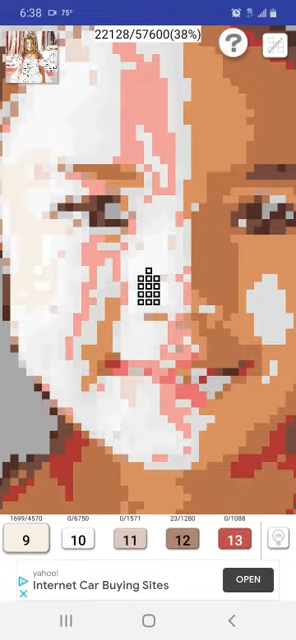 6:38 75°
22128/57600(38%)
?
1699/4570 0/6750 0/1571 23/1280 0/1088
9 10 11 12 13
yahoo!
Internet Car Buying Sites
OPEN